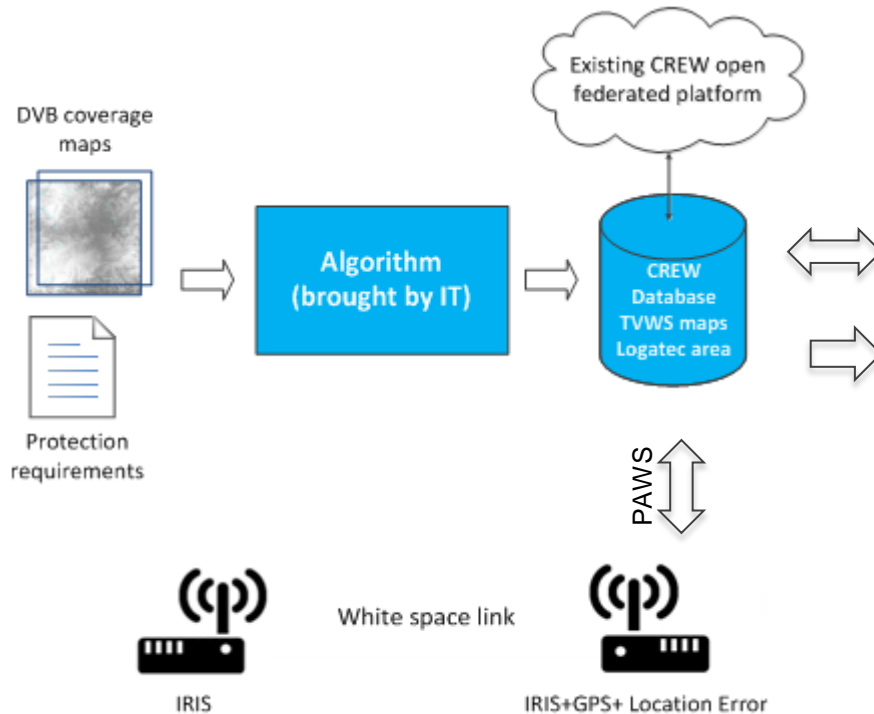 Existing CREW open
federated platform
DVB coverage
maps
Algorithm
(brought by IT)
CREW
Database
TVWS maps
Logatec area
Protection
requirements
PAWS
White space link
IRIS
IRIS+GPS+ Location Error